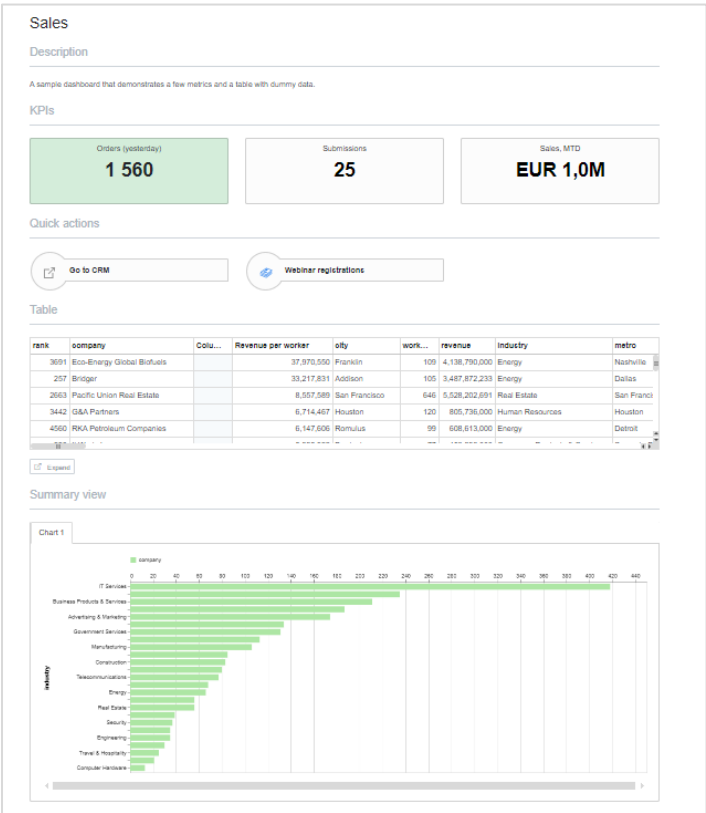 Sales
Description
A sample dashboard that demonstrates a few metrics and a table with dummy data.
KPIs
Orders (yesterday) Submissions Sales, MTD
1 560 25 EUR 1,0M
Quick actions
Go to CRM Webinar registrations
Table
rank company Colu... Revenue per worker city work... revenue industry metro
3691 Eco-Energy Global Biofuels 37,970,550 Franklin 109 4,138,790,000 Energy Nashville
257 Bridger 33,217,831 Addison 105 3,487,872,233 Energy Dallas
2663 Pacific Union Real Estate 8,557,589 San Francisco 646 5,528,202,691 Real Estate San Francis
3442 G&A Partners 6,714,467 Houston 120 805,736,000 Human Resources Houston
4560 RKA Petroleum Companies 6,147,606 Romulus 99 608,613,000 Energy Detroit
Expand
Summary view
Chart 1
company
0 20 40 60 80 100 120 140 160 180 200 220 240 260 280 300 320 340 360 380 400 420 440
IT Services
Business Products & Services
Advertising & Marketing
Government Services
Manufacturing
Construction
industry
Telecommunications
Energy
Real Estate
Security
Engineering
Travel & Hospitality
Computer Hardware